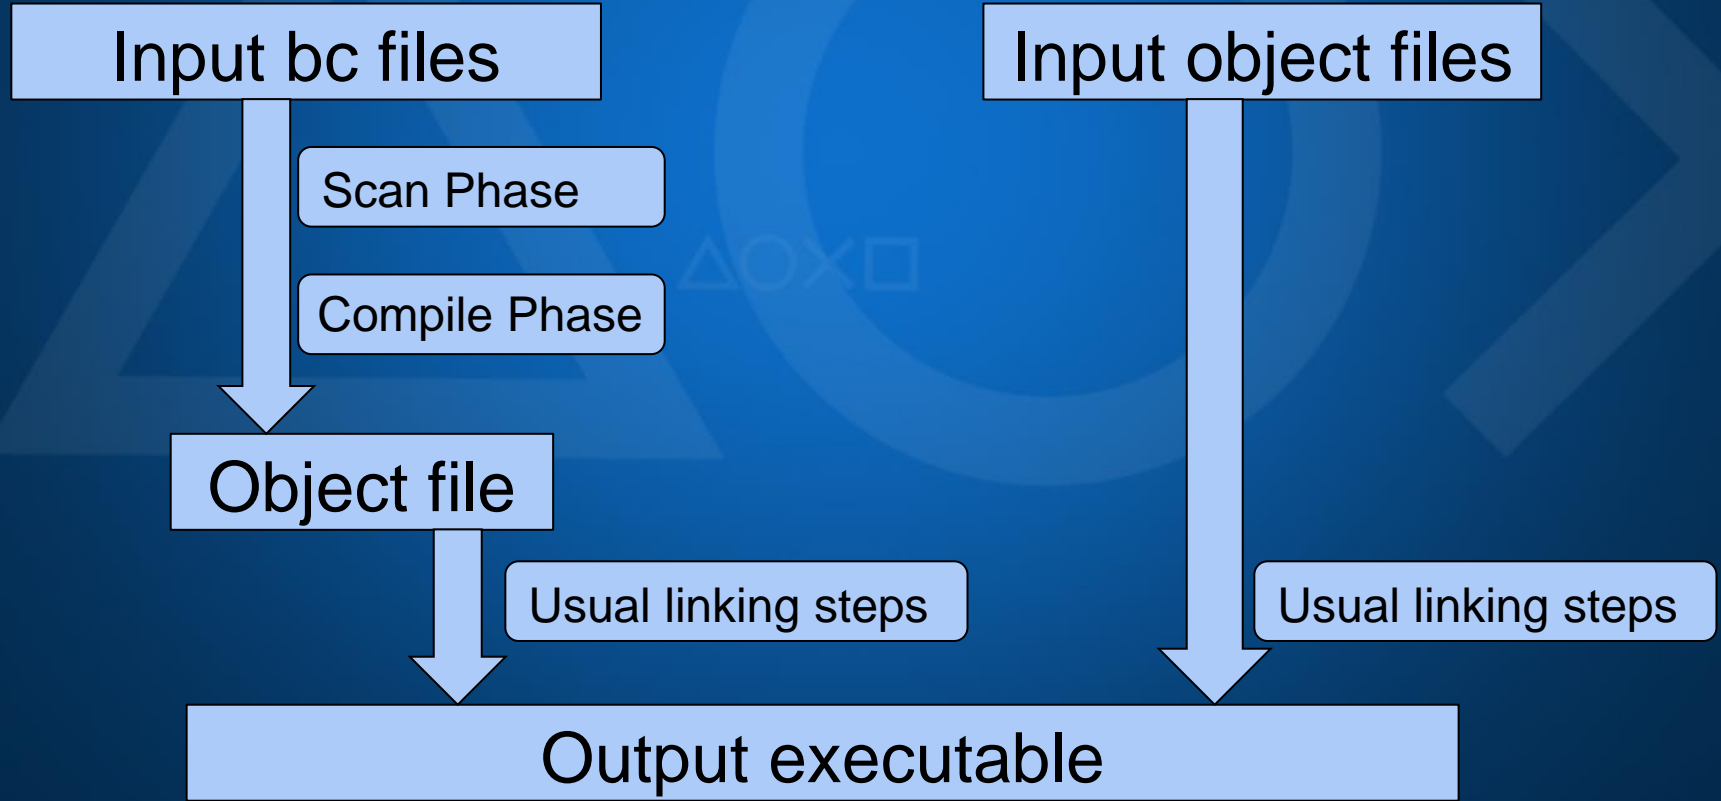 Input bc files
Input object files
Scan Phase
Compile Phase
Object file
Usual linking steps
Usual linking steps
Output executable